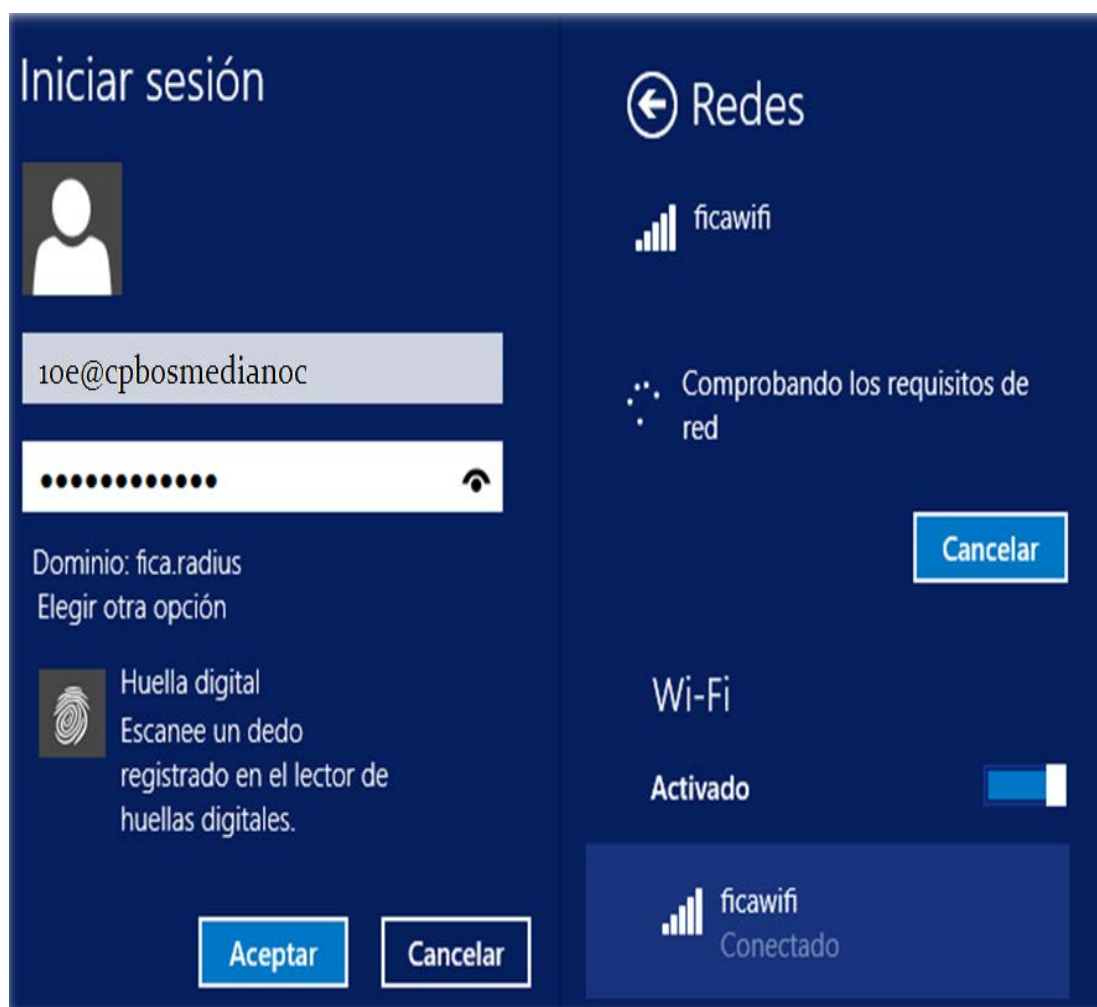 Iniciar sesión
10e@cpbosmedianoc
••••••••••••
Dominio: fica.radius
Elegir otra opción
Huella digital
Escanee un dedo
registrado en el lector de
huellas digitales.
Aceptar
Cancelar
Redes
ficawifi
Comprobando los requisitos de
red
Cancelar
Wi-Fi
Activado
ficawifi
Conectado